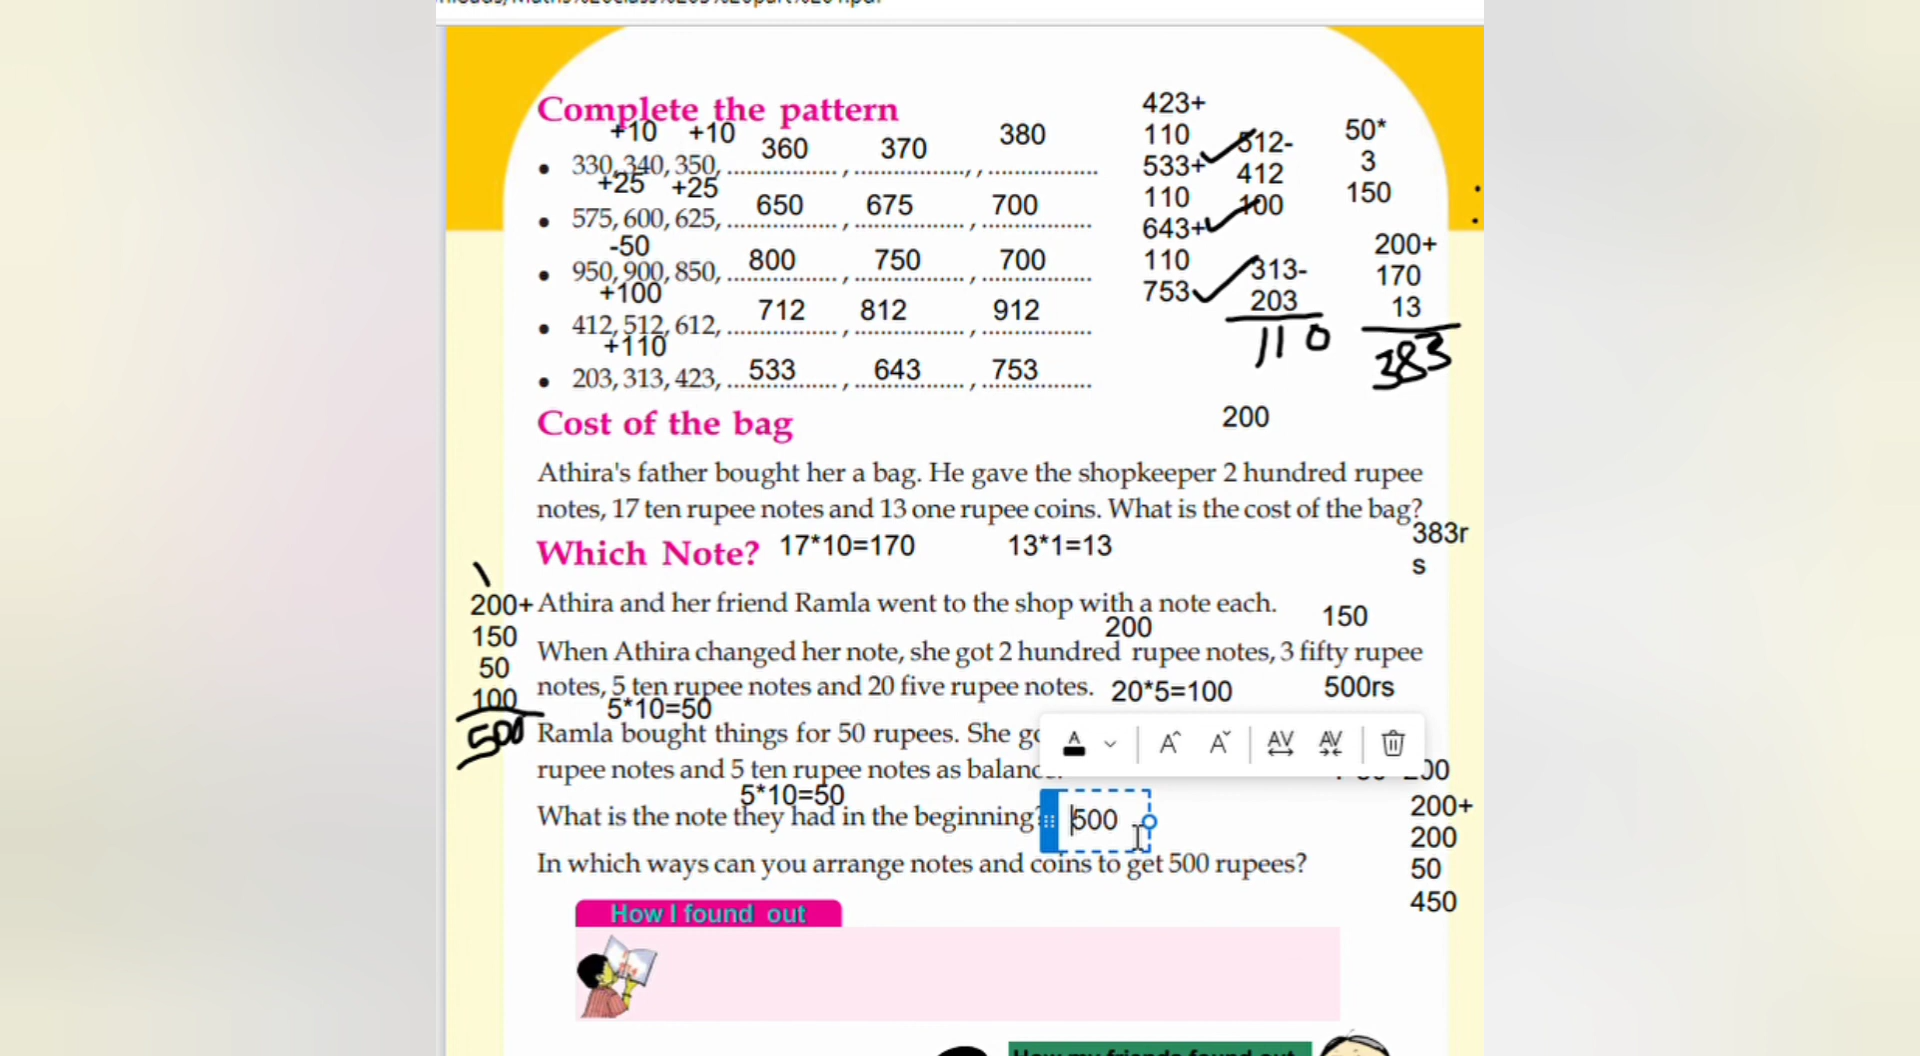 Complete the pattern
+10 +10
330, 340, 350, 360, 370, , 380
+25 +25
575, 600, 625, 650, 675, 700
-50
950, 900, 850, 800, 750, 700
+100
412, 512, 612, 712, 812, 912
+110
203, 313, 423, 533, 643, 753
423+
110
533+
110
643+
110
753
512-
412
100
313-
203
110
50*
3
150
200+
170
13
383
Cost of the bag
200
Athira's father bought her a bag. He gave the shopkeeper 2 hundred rupee
notes, 17 ten rupee notes and 13 one rupee coins. What is the cost of the bag?
383r
s
Which Note?
17*10=170 13*1=13
200+
150
50
100
500
Athira and her friend Ramla went to the shop with a note each.
200
150
When Athira changed her note, she got 2 hundred rupee notes, 3 fifty rupee
notes, 5 ten rupee notes and 20 five rupee notes.
20*5=100
500rs
5*10=50
Ramla bought things for 50 rupees. She
rupee notes and 5 ten rupee notes as
5*10=50
What is the note they had in the beginning?
500
200+
200
50
450
In which ways can you arrange notes and coins to get 500 rupees?
How I found out